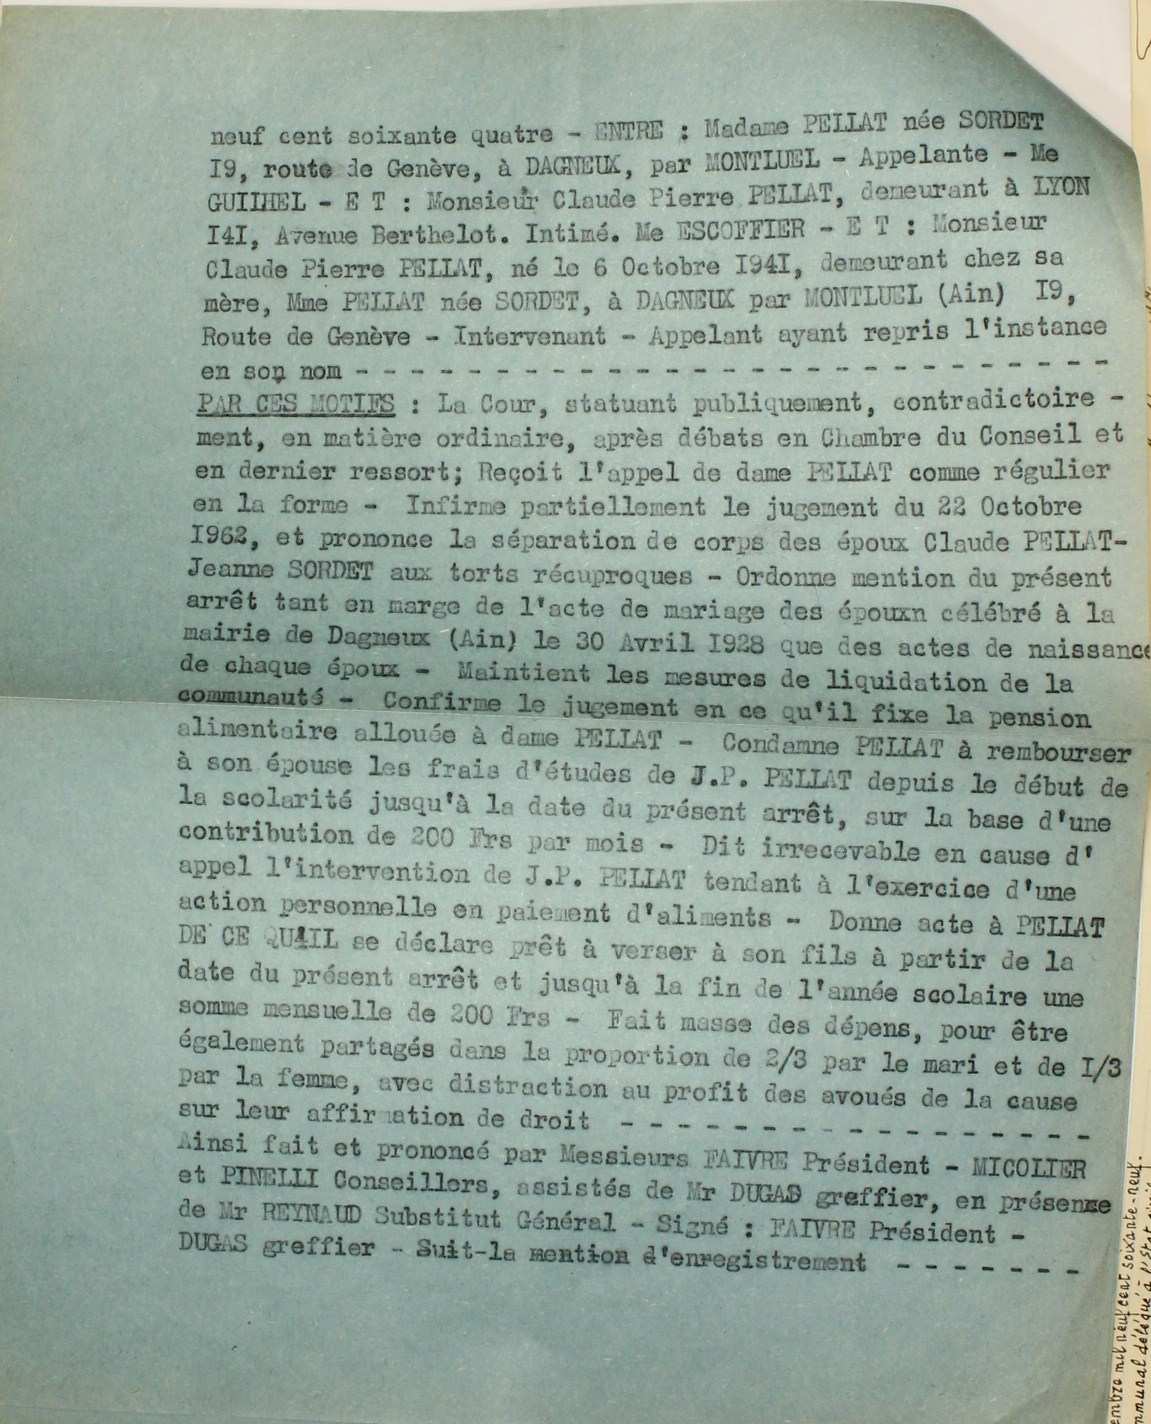 neuf cent soixante quatre - ENTRE : Madame PELLAT née SORDET
I9, route de Genève, à DAGNEUX, par MONTLUEL - Appelante - Me
GUILHEL - E T : Monsieur Claude Pierre PELLAT, demeurant à LYON
I4I, Avenue Berthelot. Intimé. Me ESCOFFIER - E T : Monsieur
Claude Pierre PELLAT, né le 6 Octobre I94I, demeurant chez sa
mère, Mme PELLAT née SORDET, à DAGNEUX par MONTLUEL (Ain) I9,
Route de Genève - Intervenant - Appelant ayant repris l'instance
en son nom - - - - - - - - - - - - - - - - - - - - - - - - - - -
PAR CES MOTIFS : La Cour, statuant publiquement, contradictoire -
ment, en matière ordinaire, après débats en Chambre du Conseil et
en dernier ressort; Reçoit l'appel de dame PELLAT comme régulier
en la forme - Infirme partiellement le jugement du 22 Octobre
I962, et prononce la séparation de corps des époux Claude PELLAT-
Jeanne SORDET aux torts récuproques - Ordonne mention du présent
arrêt tant en marge de l'acte de mariage des épouxn célébré à la
mairie de Dagneux (Ain) le 30 Avril I928 que des actes de naissance
de chaque époux - Maintient les mesures de liquidation de la
communauté - Confirme le jugement en ce qu'il fixe la pension
alimentaire allouée à dame PELLAT - Condamne PELLAT à rembourser
à son épouse les frais d'études de J.P. PELLAT depuis le début de
la scolarité jusqu'à la date du présent arrêt, sur la base d'une
contribution de 200 Frs par mois - Dit irrecevable en cause d'
appel l'intervention de J.P. PELLAT tendant à l'exercice d'une
action personnelle en paiement d'aliments - Donne acte à PELLAT
DE CE QU4IL se déclare prêt à verser à son fils à partir de la
date du présent arrêt et jusqu'à la fin de l'année scolaire une
somme mensuelle de 200 Frs - Fait masse des dépens, pour être
également partagés dans la proportion de 2/3 par le mari et de I/3
par la femme, avec distraction au profit des avoués de la cause
sur leur affirmation de droit - - - - - - - - - - - - - - - - -
Ainsi fait et prononcé par Messieurs FAIVRE Président - MICOLIER
et PINELLI Conseillers, assistés de Mr DUGAS greffier, en présence
de Mr REYNAUD Substitut Général - Signé : FAIVRE Président -
DUGAS greffier - Suit-la mention d'enregistrement - - - - - - -
embre mil neuf cent soixante-neuf.
mmunal délégué à l'Etat